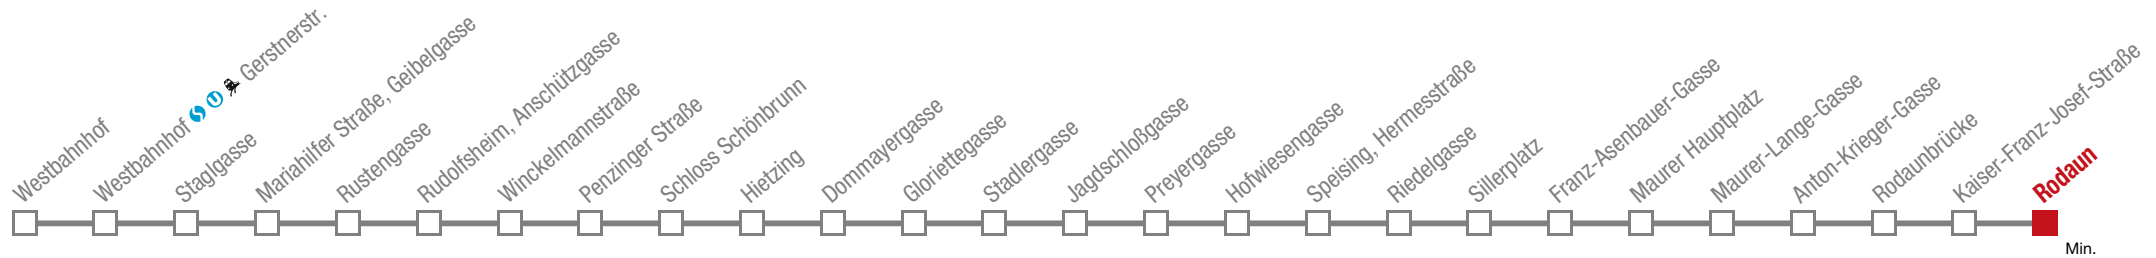 Westbahnhof
Westbahnhof S U Gerstnerstr.
Staglgasse
Mariahilfer Straße, Geibelgasse
Rustengasse
Rudolfsheim, Anschützgasse
Winckelmannstraße
Penzinger Straße
Schloss Schönbrunn
Hietzing
Dommayergasse
Gloriettegasse
Stadlergasse
Jagdschloßgasse
Preyergasse
Hofwiesengasse
Speising, Hermesstraße
Riedelgasse
Sillerplatz
Franz-Asenbauer-Gasse
Maurer Hauptplatz
Maurer-Lange-Gasse
Anton-Krieger-Gasse
Rodaunbrücke
Kaiser-Franz-Josef-Straße
Rodaun
Min.